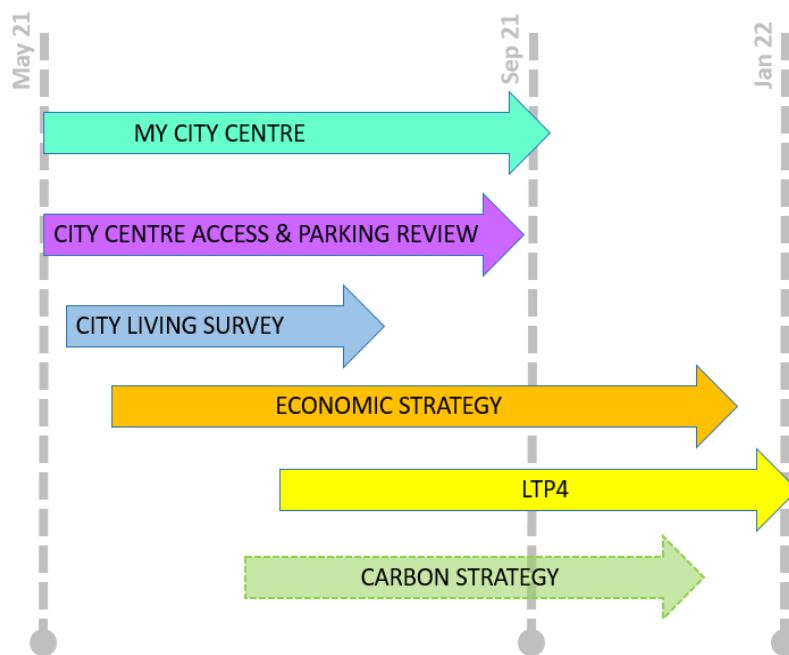 May 21
Sep 21
Jan 22
MY CITY CENTRE
CITY CENTRE ACCESS & PARKING REVIEW
CITY LIVING SURVEY
ECONOMIC STRATEGY
LTP4
CARBON STRATEGY